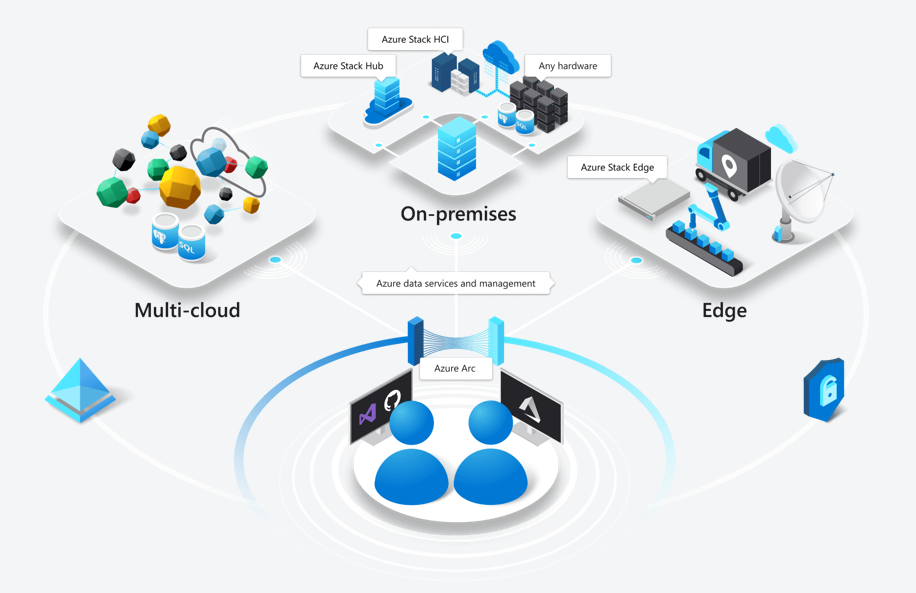 Azure Stack HCI
Azure Stack Hub
Any hardware
SQL
Azure Stack Edge
On-premises
SQL
Azure data services and management
Multi-cloud
Edge
Azure Arc